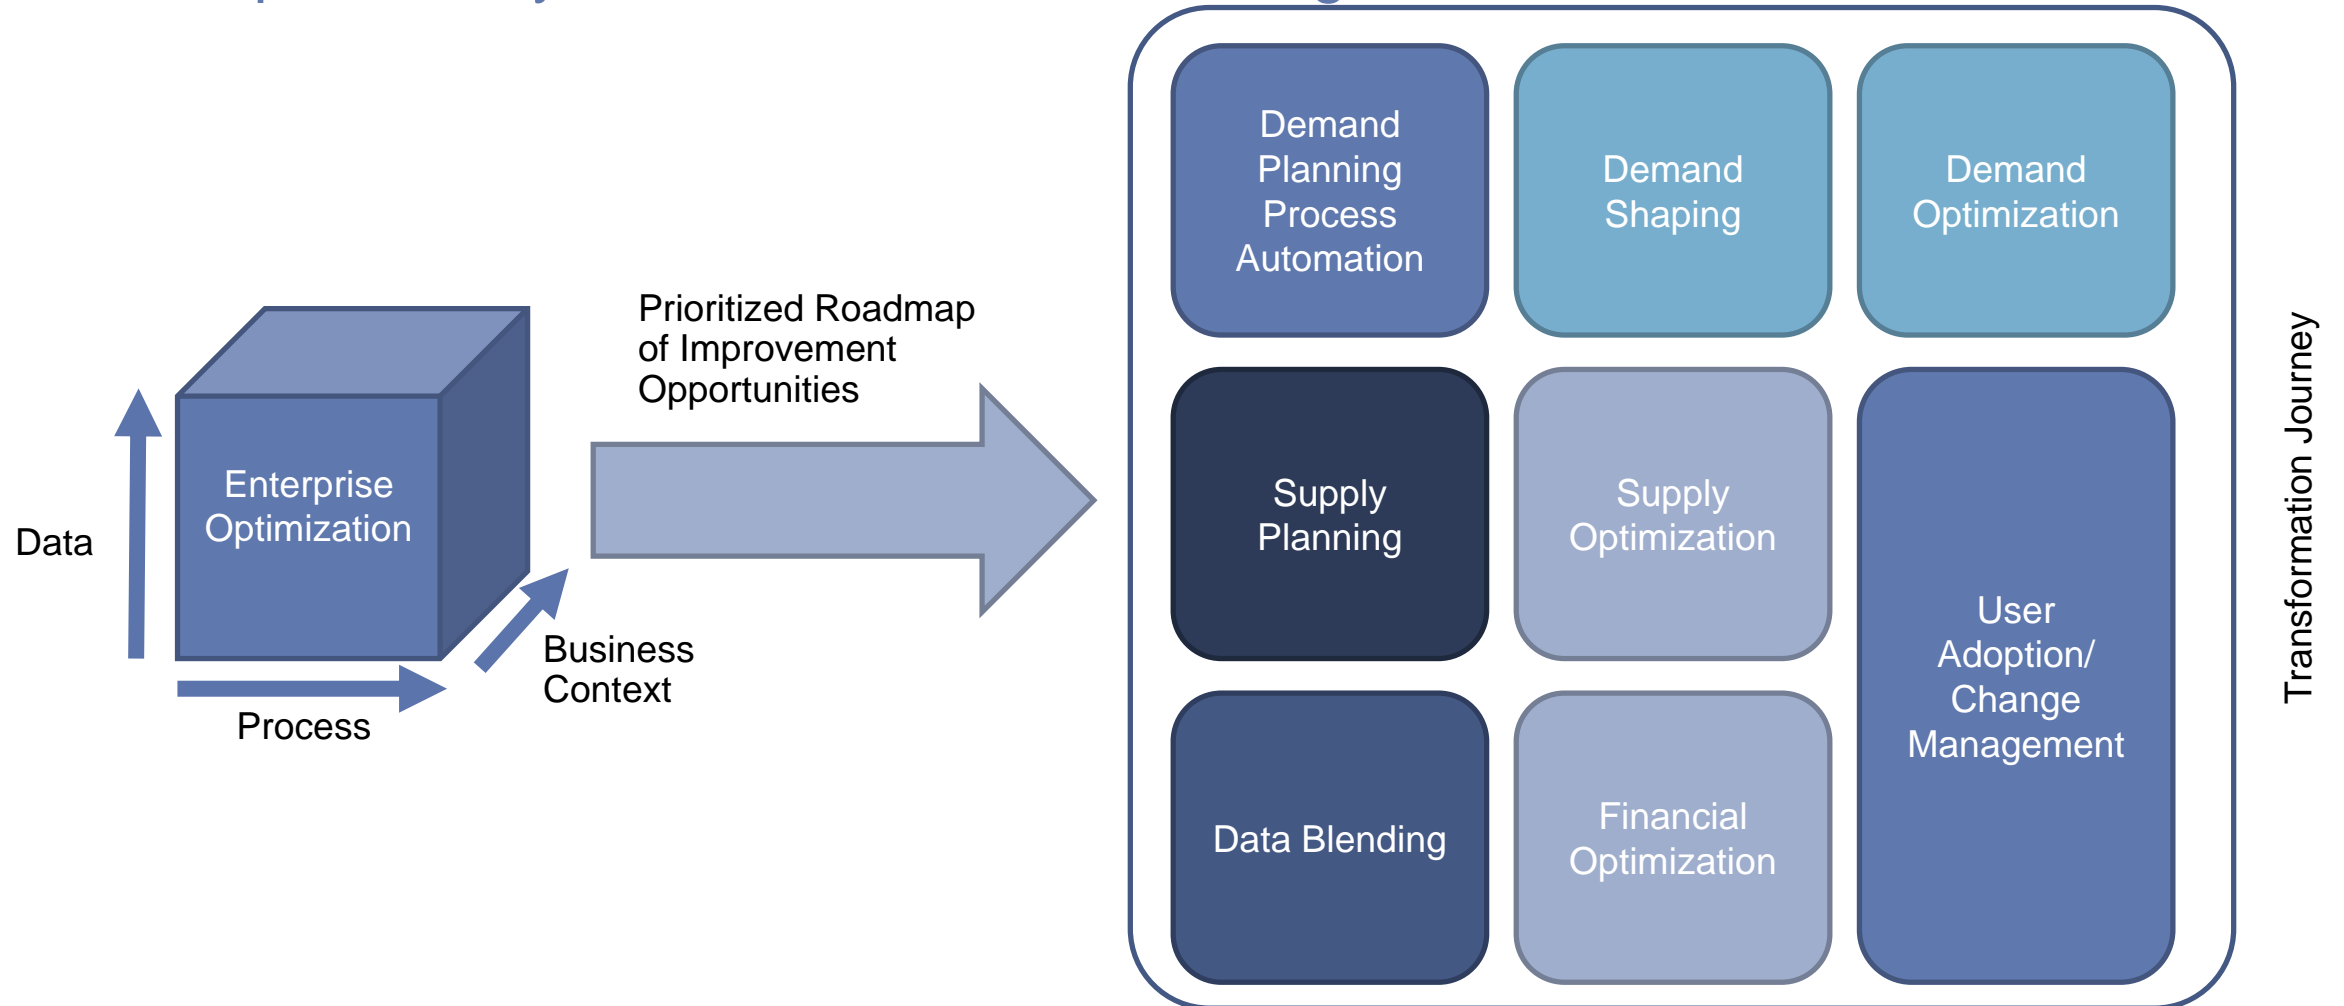 Data
Enterprise
Optimization
Process
Business
Context
Prioritized Roadmap
of Improvement
Opportunities
Demand
Planning
Process
Automation
Demand
Shaping
Demand
Optimization
Supply
Planning
Supply
Optimization
User
Adoption/
Change
Management
Data Blending
Financial
Optimization
Transformation Journey